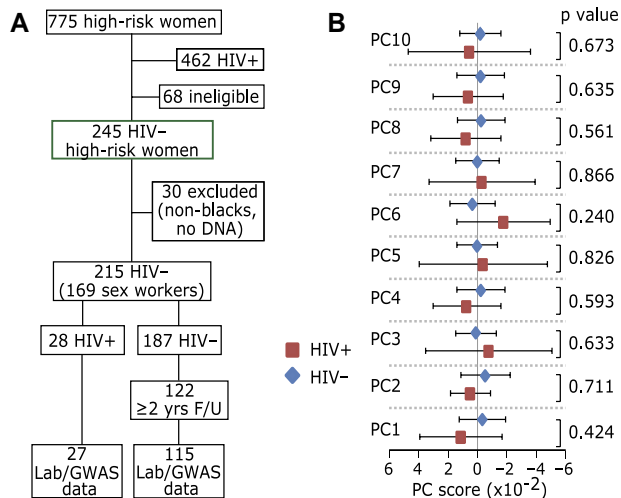 A
775 high-risk women
462 HIV+
68 ineligible
245 HIV–
high-risk women
30 excluded
(non-blacks,
no DNA)
215 HIV–
(169 sex workers)
28 HIV+
187 HIV–
122
≥2 yrs F/U
27
Lab/GWAS
data
115
Lab/GWAS
data
B
p value
PC10
0.673
PC9
0.635
PC8
0.561
PC7
0.866
PC6
0.240
PC5
0.826
PC4
0.593
PC3
0.633
PC2
0.711
PC1
0.424
HIV+
HIV–
6 4 2 0 –2 –4 –6
PC score (x10⁻²)